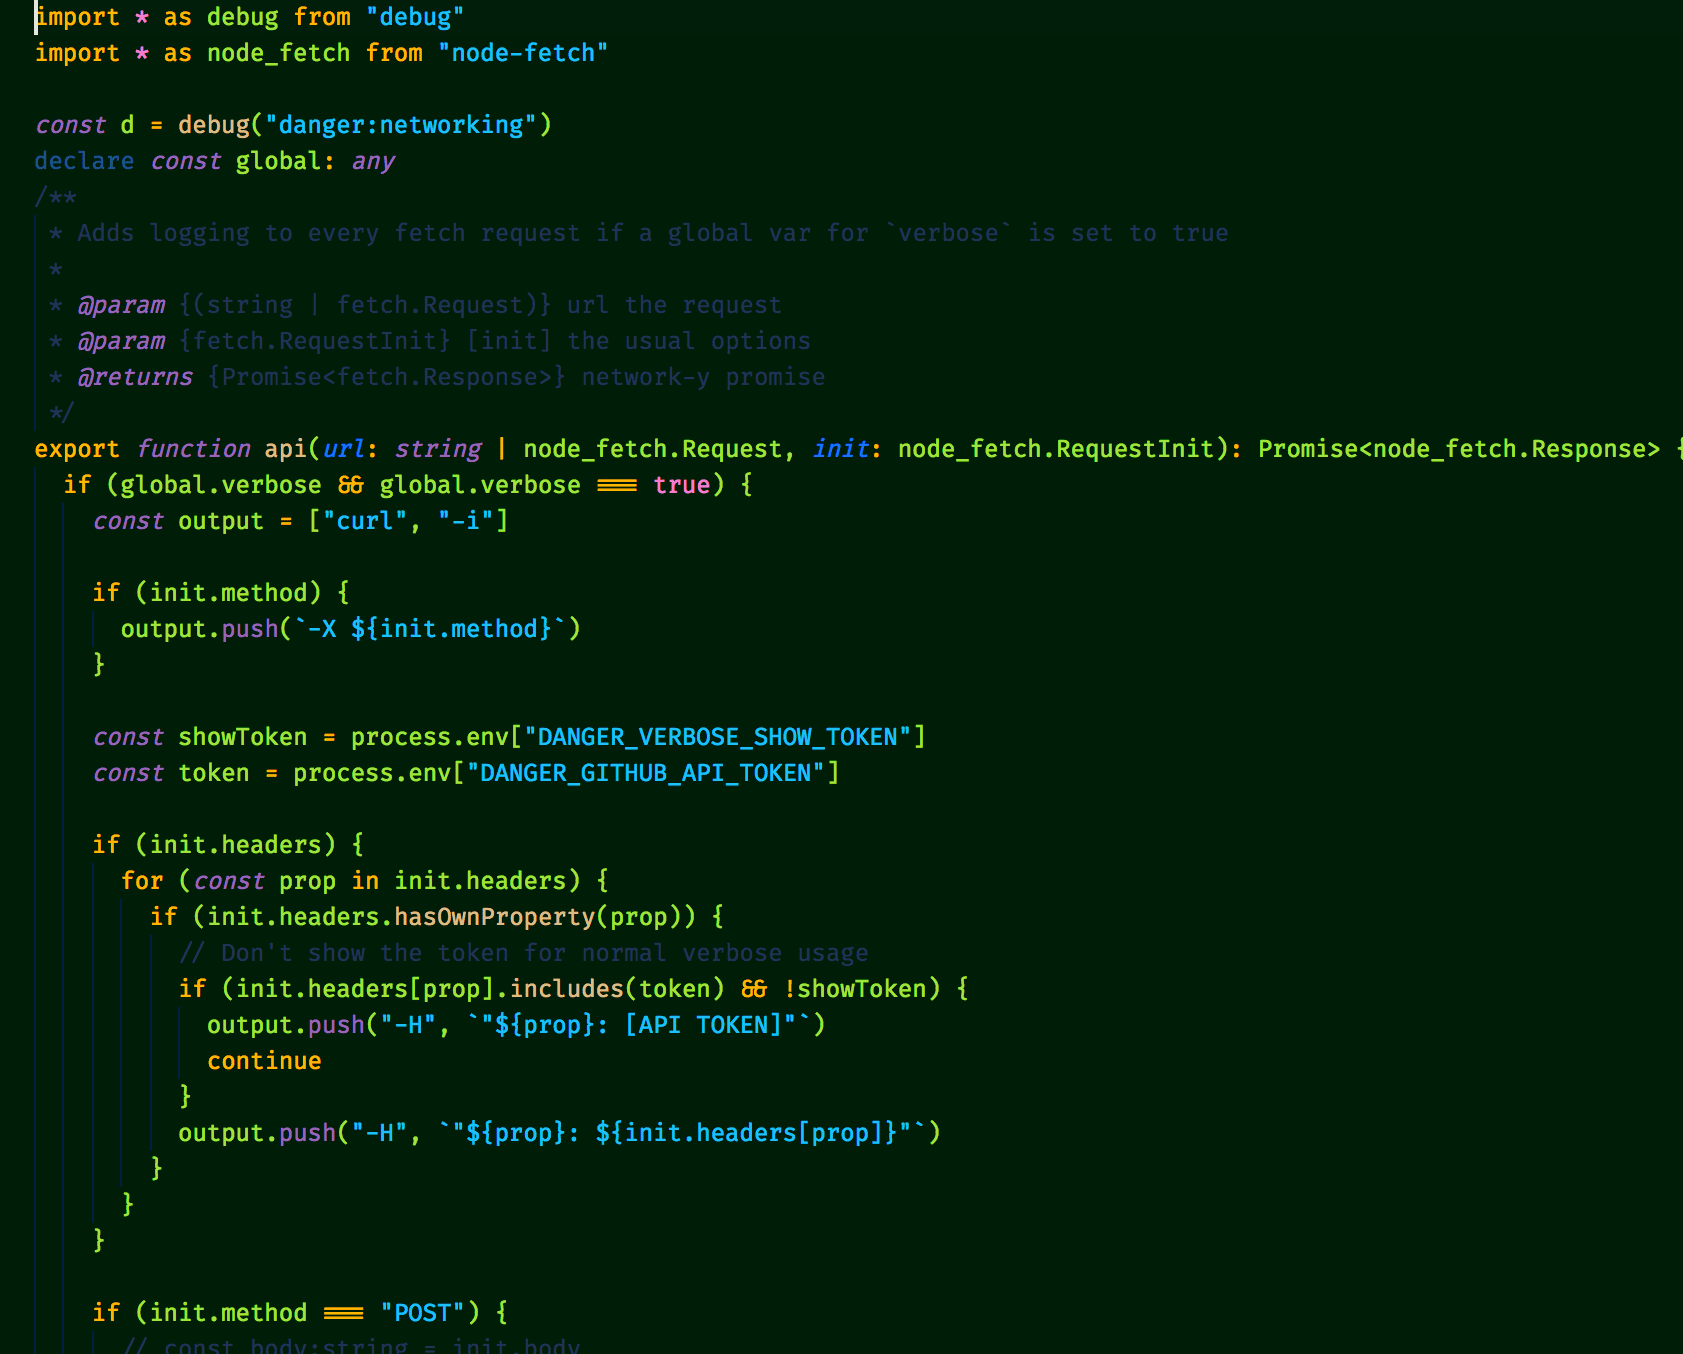 import * as debug from "debug"
import * as node_fetch from "node-fetch"
const d = debug("danger:networking")
declare const global: any
/**
* Adds logging to every fetch request if a global var for `verbose` is set to true
*
* @param {(string | fetch.Request)} url the request
* @param {fetch.RequestInit} [init] the usual options
* @returns {Promise<fetch.Response>} network-y promise
*/
export function api(url: string | node_fetch.Request, init: node_fetch.RequestInit): Promise<node_fetch.Response> {
if (global.verbose && global.verbose === true) {
const output = ["curl", "-i"]
if (init.method) {
output.push(`-X ${init.method}`)
}
const showToken = process.env["DANGER_VERBOSE_SHOW_TOKEN"]
const token = process.env["DANGER_GITHUB_API_TOKEN"]
if (init.headers) {
for (const prop in init.headers) {
if (init.headers.hasOwnProperty(prop)) {
// Don't show the token for normal verbose usage
if (init.headers[prop].includes(token) && !showToken) {
output.push("-H", `"${prop}: [API TOKEN]"`)
continue
}
output.push("-H", `"${prop}: ${init.headers[prop]}"`)
}
}
}
if (init.method === "POST") {
// const body:string = init.body